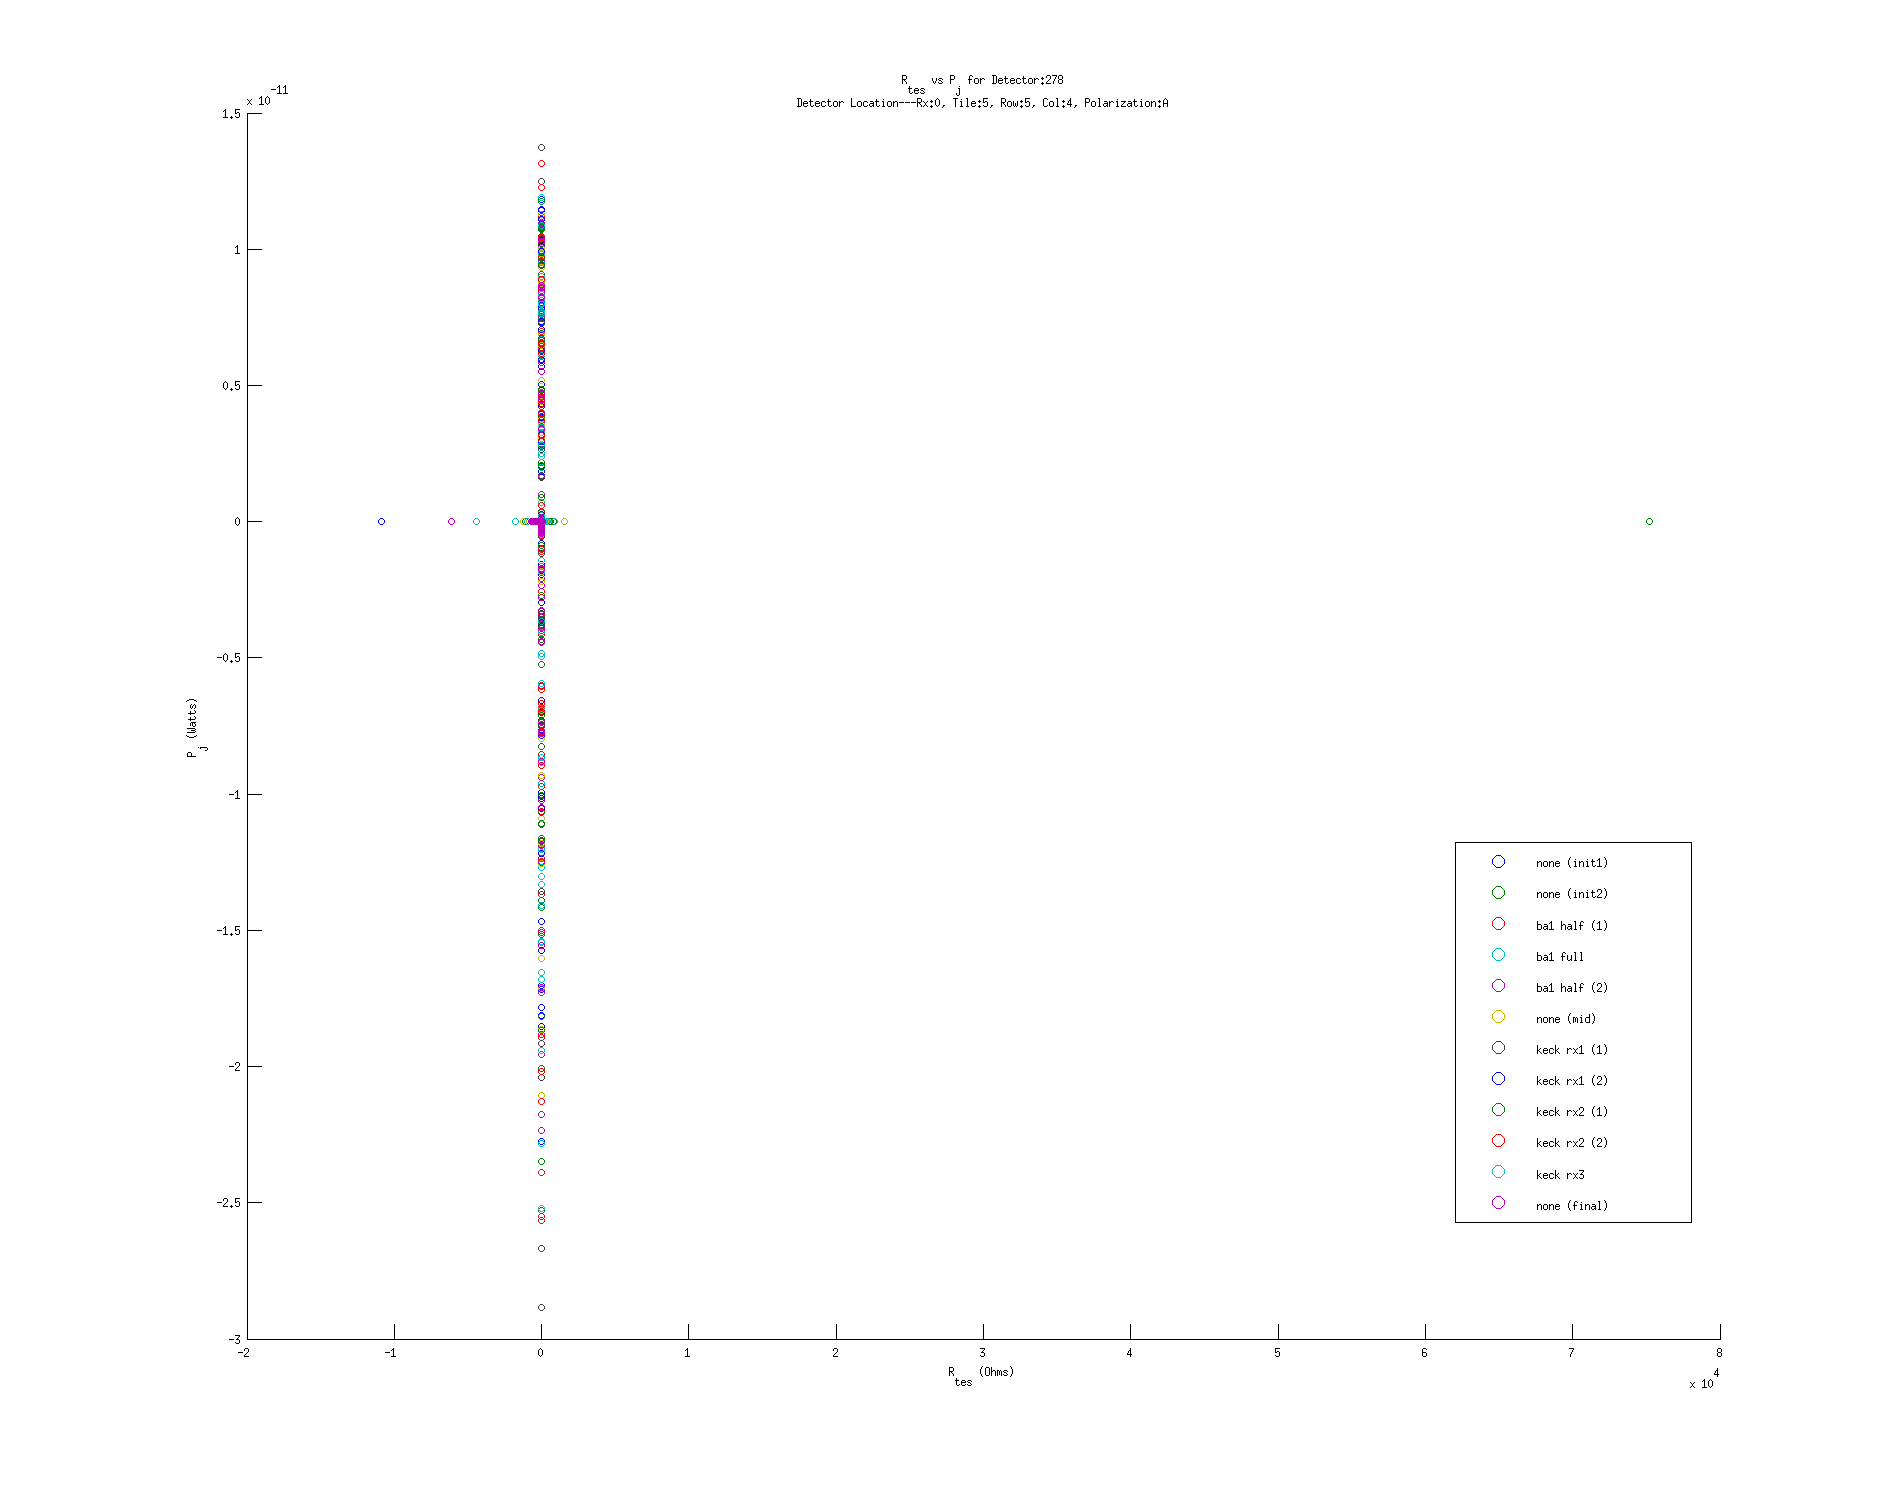 R_tes vs P_j for Detector:278
Detector Location---Rx:0, Tile:5, Row:5, Col:4, Polarization:A
x 10^-11
1.5
1
0.5
0
-0.5
-1
-1.5
-2
-2.5
-3
P_j (Watts)
-2 -1 0 1 2 3 4 5 6 7 8
R_tes (Ohms)
x 10^4
none (init1)
none (init2)
ba1 half (1)
ba1 full
ba1 half (2)
none (mid)
keck rx1 (1)
keck rx1 (2)
keck rx2 (1)
keck rx2 (2)
keck rx3
none (final)